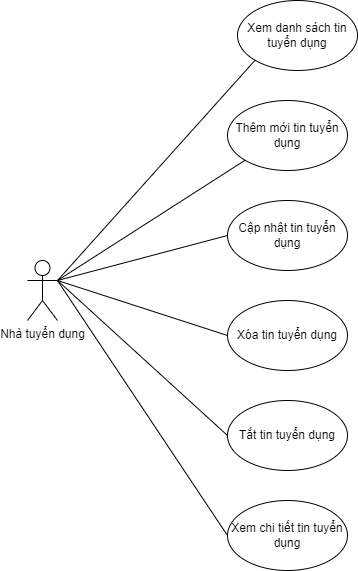 Xem danh sách tin
tuyển dụng
Thêm mới tin tuyển
dụng
Cập nhật tin tuyển
dụng
Nhà tuyển dụng
Xóa tin tuyển dụng
Tắt tin tuyển dụng
Xem chi tiết tin tuyển
dụng